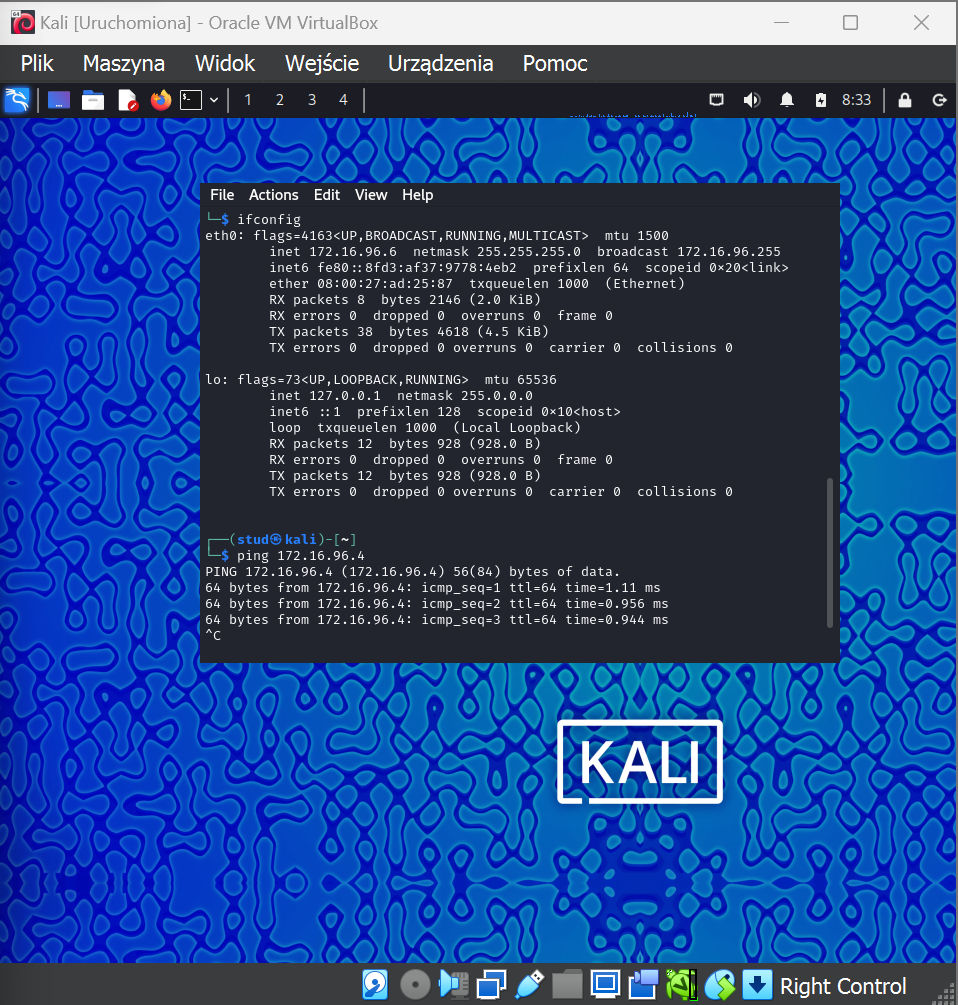 Kali [Uruchomiona] - Oracle VM VirtualBox
Plik Maszyna Widok Wejście Urządzenia Pomoc
1 2 3 4 8:33
File Actions Edit View Help
└─$ ifconfig
eth0: flags=4163<UP,BROADCAST,RUNNING,MULTICAST>  mtu 1500
        inet 172.16.96.6  netmask 255.255.255.0  broadcast 172.16.96.255
        inet6 fe80::8fd3:af37:9778:4eb2  prefixlen 64  scopeid 0×20<link>
        ether 08:00:27:ad:25:87  txqueuelen 1000  (Ethernet)
        RX packets 8  bytes 2146 (2.0 KiB)
        RX errors 0  dropped 0  overruns 0  frame 0
        TX packets 38  bytes 4618 (4.5 KiB)
        TX errors 0  dropped 0 overruns 0  carrier 0  collisions 0
lo: flags=73<UP,LOOPBACK,RUNNING>  mtu 65536
        inet 127.0.0.1  netmask 255.0.0.0
        inet6 ::1  prefixlen 128  scopeid 0×10<host>
        loop  txqueuelen 1000  (Local Loopback)
        RX packets 12  bytes 928 (928.0 B)
        RX errors 0  dropped 0  overruns 0  frame 0
        TX packets 12  bytes 928 (928.0 B)
        TX errors 0  dropped 0 overruns 0  carrier 0  collisions 0
┌──(stud㉿kali)-[~]
└─$ ping 172.16.96.4
PING 172.16.96.4 (172.16.96.4) 56(84) bytes of data.
64 bytes from 172.16.96.4: icmp_seq=1 ttl=64 time=1.11 ms
64 bytes from 172.16.96.4: icmp_seq=2 ttl=64 time=0.956 ms
64 bytes from 172.16.96.4: icmp_seq=3 ttl=64 time=0.944 ms
^C
KALI
Right Control